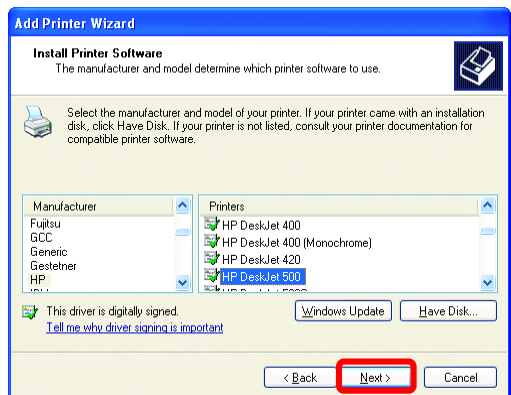 Add Printer Wizard
Install Printer Software
The manufacturer and model determine which printer software to use.
Select the manufacturer and model of your printer. If your printer came with an installation
disk, click Have Disk. If your printer is not listed, consult your printer documentation for
compatible printer software.
Manufacturer
Fujitsu
GCC
Generic
Gestetner
HP
Printers
HP DeskJet 400
HP DeskJet 400 (Monochrome)
HP DeskJet 420
HP DeskJet 500
This driver is digitally signed.
Tell me why driver signing is important
Windows Update
Have Disk...
< Back
Next >
Cancel